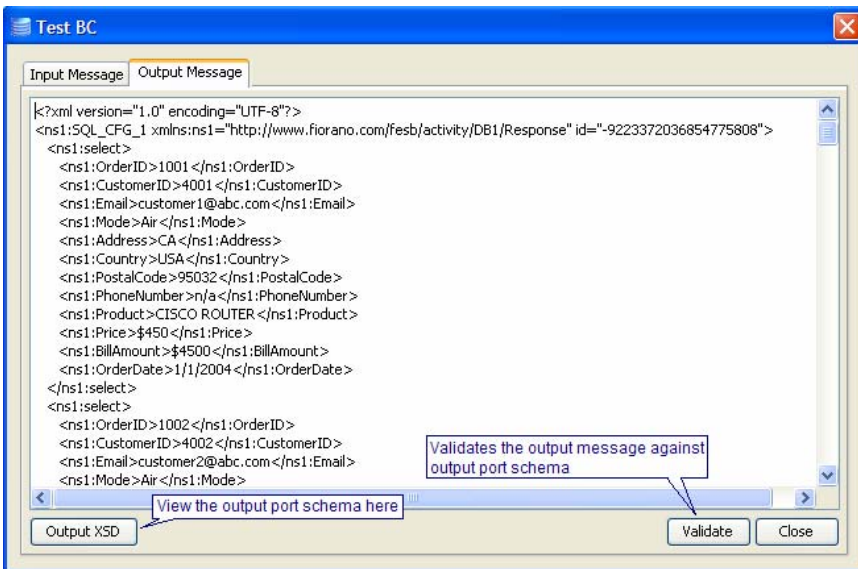 Test BC
Input Message
Output Message
<?xml version="1.0" encoding="UTF-8"?>
<ns1:SQL_CFG_1 xmlns:ns1="http://www.fiorano.com/fesb/activity/DB1/Response" id="-9223372036854775808">
<ns1:select>
<ns1:OrderID>1001</ns1:OrderID>
<ns1:CustomerID>4001</ns1:CustomerID>
<ns1:Email>customer1@abc.com</ns1:Email>
<ns1:Mode>Air</ns1:Mode>
<ns1:Address>CA</ns1:Address>
<ns1:Country>USA</ns1:Country>
<ns1:PostalCode>95032</ns1:PostalCode>
<ns1:PhoneNumber>n/a</ns1:PhoneNumber>
<ns1:Product>CISCO ROUTER</ns1:Product>
<ns1:Price>$450</ns1:Price>
<ns1:BillAmount>$4500</ns1:BillAmount>
<ns1:OrderDate>1/1/2004</ns1:OrderDate>
</ns1:select>
<ns1:select>
<ns1:OrderID>1002</ns1:OrderID>
<ns1:CustomerID>4002</ns1:CustomerID>
<ns1:Email>customer2@abc.com</ns1:Email>
<ns1:Mode>Air</ns1:Mode>
Validates the output message against
output port schema
View the output port schema here
Output XSD
Validate
Close